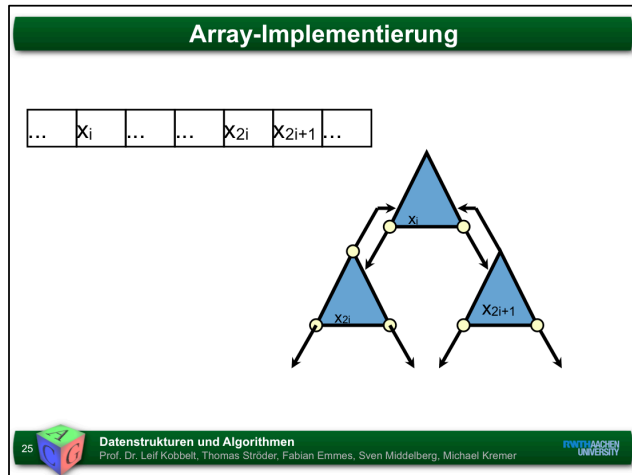 Array-Implementierung
... xᵢ ... ... x₂ᵢ x₂ᵢ₊₁ ...
xᵢ
x₂ᵢ x₂ᵢ₊₁
25 A C G Datenstrukturen und Algorithmen
Prof. Dr. Leif Kobbelt, Thomas Ströder, Fabian Emmes, Sven Middelberg, Michael Kremer
RWTHAACHEN
UNIVERSITY